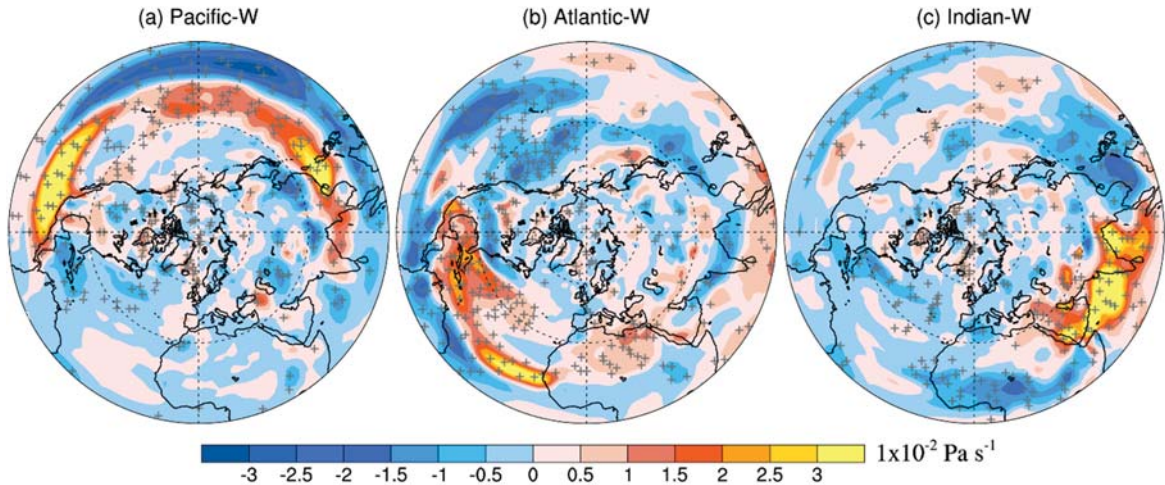 (a) Pacific-W (b) Atlantic-W (c) Indian-W
-3 -2.5 -2 -1.5 -1 -0.5 0 0.5 1 1.5 2 2.5 3 1x10⁻² Pa s⁻¹